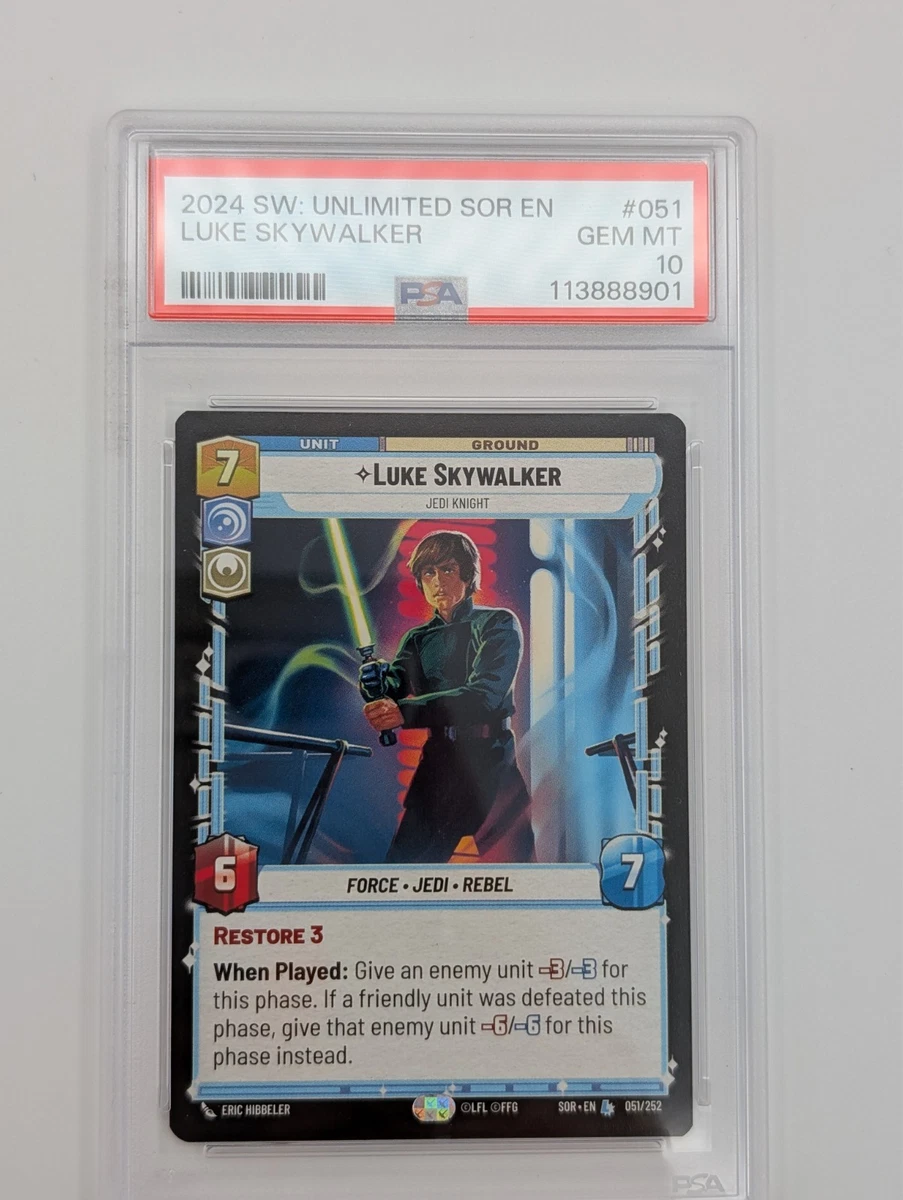 2024 SW: UNLIMITED SOR EN #051
LUKE SKYWALKER GEM MT
10
PSA 113888901
UNIT GROUND
7
LUKE SKYWALKER
JEDI KNIGHT
6 7
FORCE • JEDI • REBEL
RESTORE 3
When Played: Give an enemy unit -3/-3 for
this phase. If a friendly unit was defeated this
phase, give that enemy unit -6/-6 for this
phase instead.
ERIC HIBBELER ©LFL ©FFG SOR • EN L 051/252
PSA